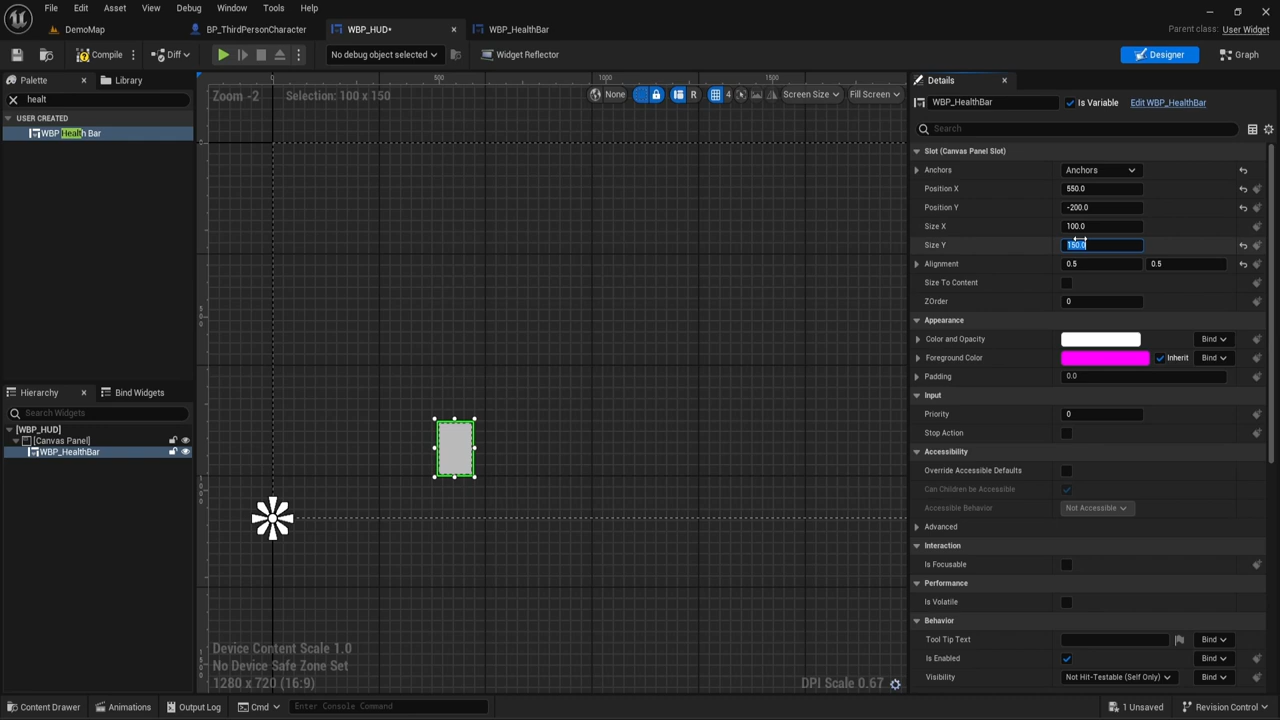 File Edit Asset View Debug Window Tools Help
DemoMap
BP_ThirdPersonCharacter
WBP_HUD•
WBP_HealthBar
Parent class: User Widget
Compile
Diff
No debug object selected
Widget Reflector
Designer
Graph
Palette
Library
healt
USER CREATED
WBP Health Bar
Hierarchy
Bind Widgets
Search Widgets
[WBP_HUD]
[Canvas Panel]
WBP_HealthBar
0
500
1000
1500
Zoom -2
Selection: 100 x 150
None
R
4
Screen Size
Fill Screen
Device Content Scale 1.0
No Device Safe Zone Set
1280 x 720 (16:9)
DPI Scale 0.67
Details
WBP_HealthBar
Is Variable
Edit WBP_HealthBar
Search
Slot (Canvas Panel Slot)
Anchors Anchors
Position X 550.0
Position Y -200.0
Size X 100.0
Size Y 150.0
Alignment 0.5 0.5
Size To Content
ZOrder 0
Appearance
Color and Opacity Bind
Foreground Color Inherit Bind
Padding 0.0
Input
Priority 0
Stop Action
Accessibility
Override Accessible Defaults
Can Children be Accessible
Accessible Behavior Not Accessible
Advanced
Interaction
Is Focusable
Performance
Is Volatile
Behavior
Tool Tip Text Bind
Is Enabled Bind
Visibility Not Hit-Testable (Self Only) Bind
Content Drawer
Animations
Output Log
Cmd
Enter Console Command
1 Unsaved
Revision Control